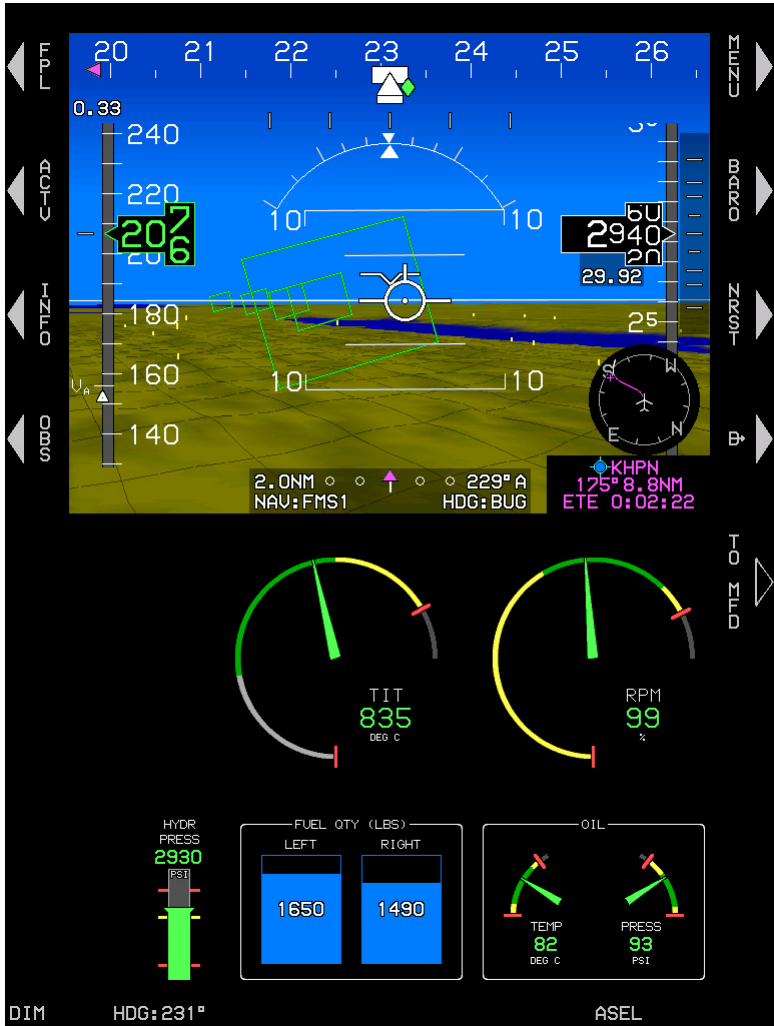 FPL
20 21 22 23 24 25 26
MENU
0.33
240
ACTV
220
BARO
10 10
207
6
200
60
2940
20
29.92
INFO
180
25
NRST
160
VA
S W
E N
10 10
OBS
140
D
KHPN
2.0NM 229° A
175° 8.8NM
NAV:FMS1 HDG:BUG
ETE 0:02:22
TO MFD
TIT
835
DEG C
RPM
99
%
HYDR
PRESS
2930
PSI
FUEL QTY (LBS)
LEFT RIGHT
1650 1490
OIL
TEMP PRESS
82 93
DEG C PSI
DIM HDG:231° ASEL